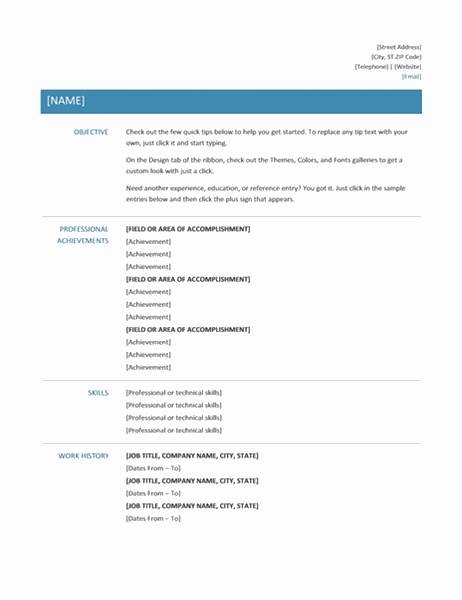 [Street Address]
[City, ST ZIP Code]
[Telephone] | [Website]
[Email]
[NAME]
OBJECTIVE
Check out the few quick tips below to help you get started. To replace any tip text with your
own, just click it and start typing.
On the Design tab of the ribbon, check out the Themes, Colors, and Fonts galleries to get a
custom look with just a click.
Need another experience, education, or reference entry? You got it. Just click in the sample
entries below and then click the plus sign that appears.
PROFESSIONAL
ACHIEVEMENTS
[FIELD OR AREA OF ACCOMPLISHMENT]
[Achievement]
[Achievement]
[Achievement]
[FIELD OR AREA OF ACCOMPLISHMENT]
[Achievement]
[Achievement]
[Achievement]
[FIELD OR AREA OF ACCOMPLISHMENT]
[Achievement]
[Achievement]
[Achievement]
SKILLS
[Professional or technical skills]
[Professional or technical skills]
[Professional or technical skills]
[Professional or technical skills]
WORK HISTORY
[JOB TITLE, COMPANY NAME, CITY, STATE]
[Dates From – To]
[JOB TITLE, COMPANY NAME, CITY, STATE]
[Dates From – To]
[JOB TITLE, COMPANY NAME, CITY, STATE]
[Dates From – To]